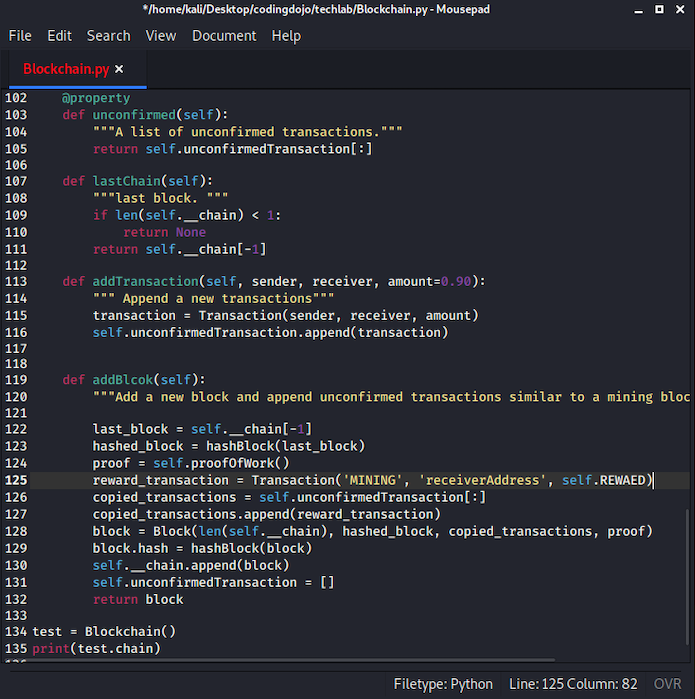 */home/kali/Desktop/codingdojo/techlab/Blockchain.py - Mousepad
File Edit Search View Document Help
Blockchain.py ×
102 @property
103 def unconfirmed(self):
104 """A list of unconfirmed transactions."""
105 return self.unconfirmedTransaction[:]
106
107 def lastChain(self):
108 """last block. """
109 if len(self.__chain) < 1:
110 return None
111 return self.__chain[-1]
112
113 def addTransaction(self, sender, receiver, amount=0.90):
114 """ Append a new transactions"""
115 transaction = Transaction(sender, receiver, amount)
116 self.unconfirmedTransaction.append(transaction)
117
118
119 def addBlcok(self):
120 """Add a new block and append unconfirmed transactions similar to a mining bloc
121
122 last_block = self.__chain[-1]
123 hashed_block = hashBlock(last_block)
124 proof = self.proofOfWork()
125 reward_transaction = Transaction('MINING', 'receiverAddress', self.REWAED)
126 copied_transactions = self.unconfirmedTransaction[:]
127 copied_transactions.append(reward_transaction)
128 block = Block(len(self.__chain), hashed_block, copied_transactions, proof)
129 block.hash = hashBlock(block)
130 self.__chain.append(block)
131 self.unconfirmedTransaction = []
132 return block
133
134 test = Blockchain()
135 print(test.chain)
Filetype: Python Line: 125 Column: 82 OVR